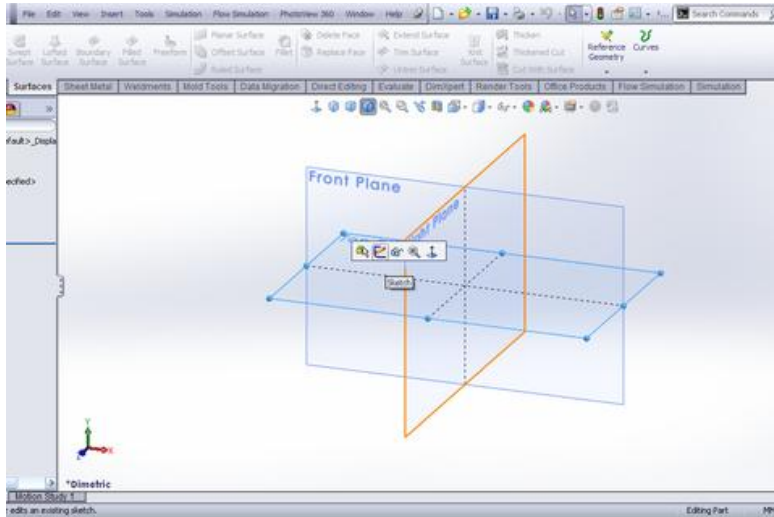 File Edit View Insert Tools Simulation Flow Simulation PhotoView 360 Window Help
Search Commands
Planar Surface Delete Face Extend Surface Thicken
Swept Surface Lofted Surface Boundary Surface Filled Surface Freeform Offset Surface Fillet Replace Face Trim Surface Knit Surface Thickened Cut Reference Geometry Curves
Ruled Surface Untrim Surface Cut With Surface
Surfaces Sheet Metal Weldments Mold Tools Data Migration Direct Editing Evaluate DimXpert Render Tools Office Products Flow Simulation Simulation
efault>_Displa
ecified>
Front Plane
Plane
Sketch
Y
X
*Dimetric
Motion Study 1
edits an existing sketch.
Editing Part